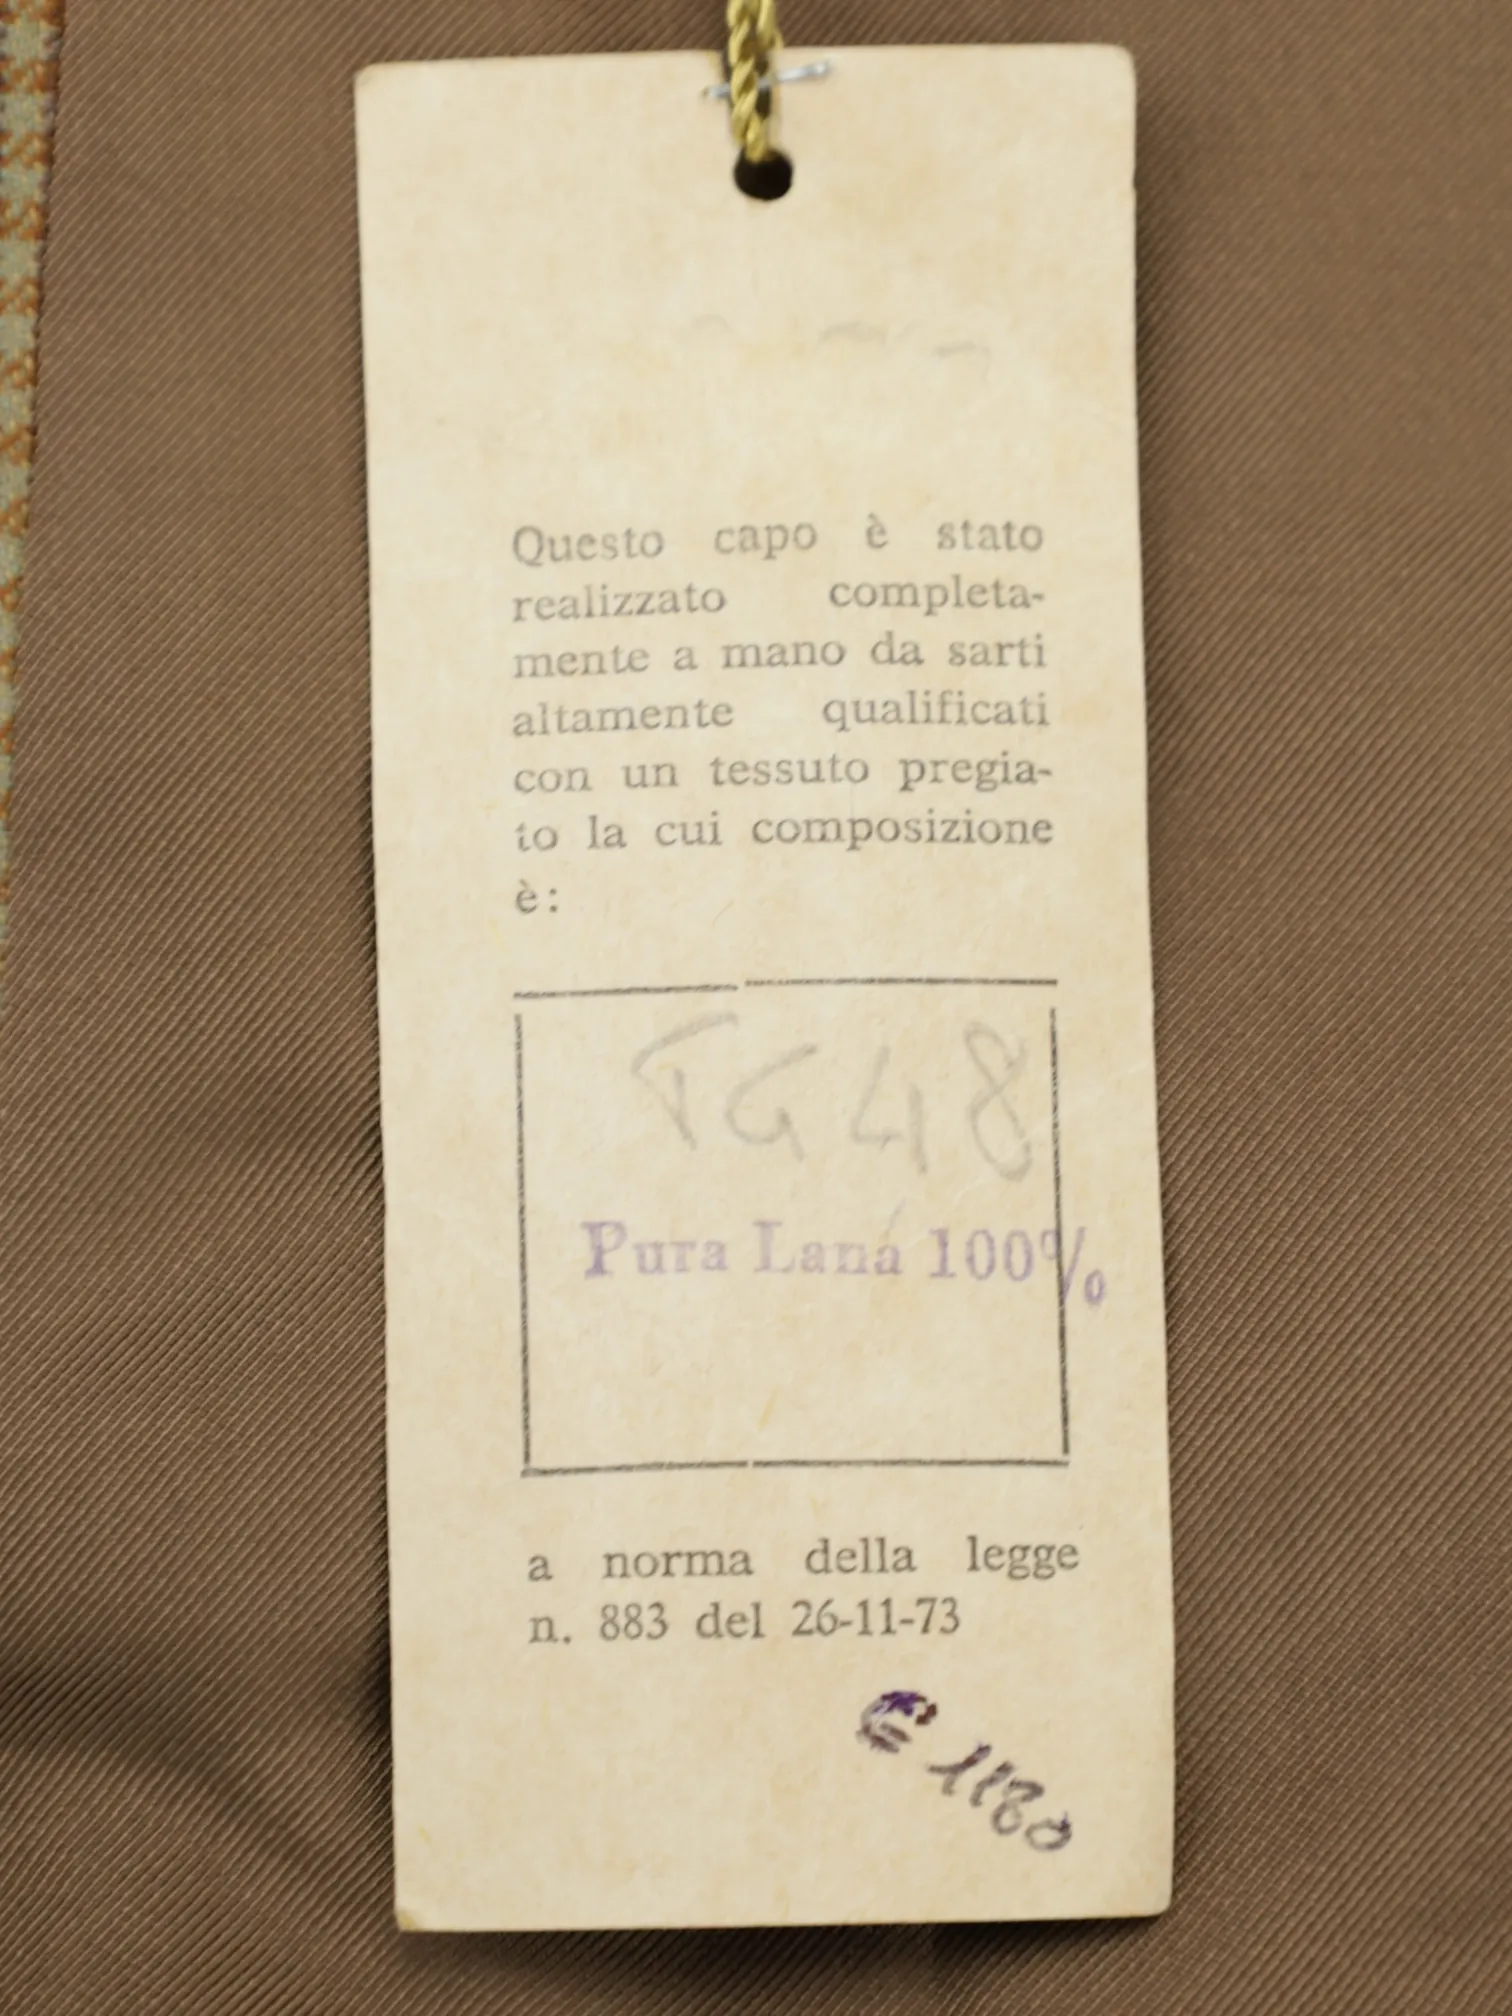 Questo capo è stato
realizzato completa-
mente a mano da sarti
altamente qualificati
con un tessuto pregia-
to la cui composizione
è:
TG 48
Pura Lana 100%
a norma della legge
n. 883 del 26-11-73
€ 1180